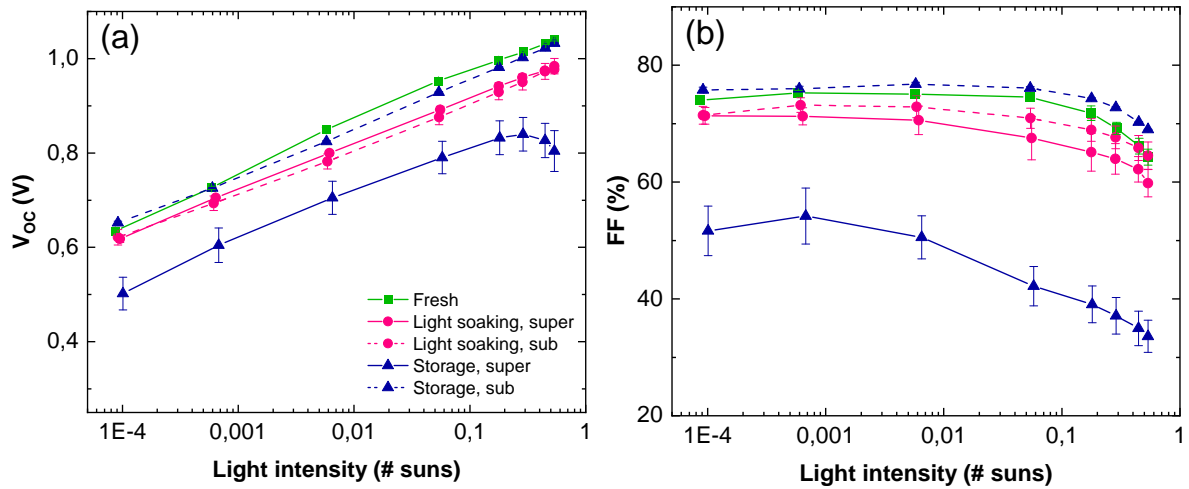 (a)
1,0
0,8
0,6
0,4
V_OC (V)
Fresh
Light soaking, super
Light soaking, sub
Storage, super
Storage, sub
1E-4 0,001 0,01 0,1 1
Light intensity (# suns)
(b)
80
60
40
20
FF (%)
1E-4 0,001 0,01 0,1 1
Light intensity (# suns)